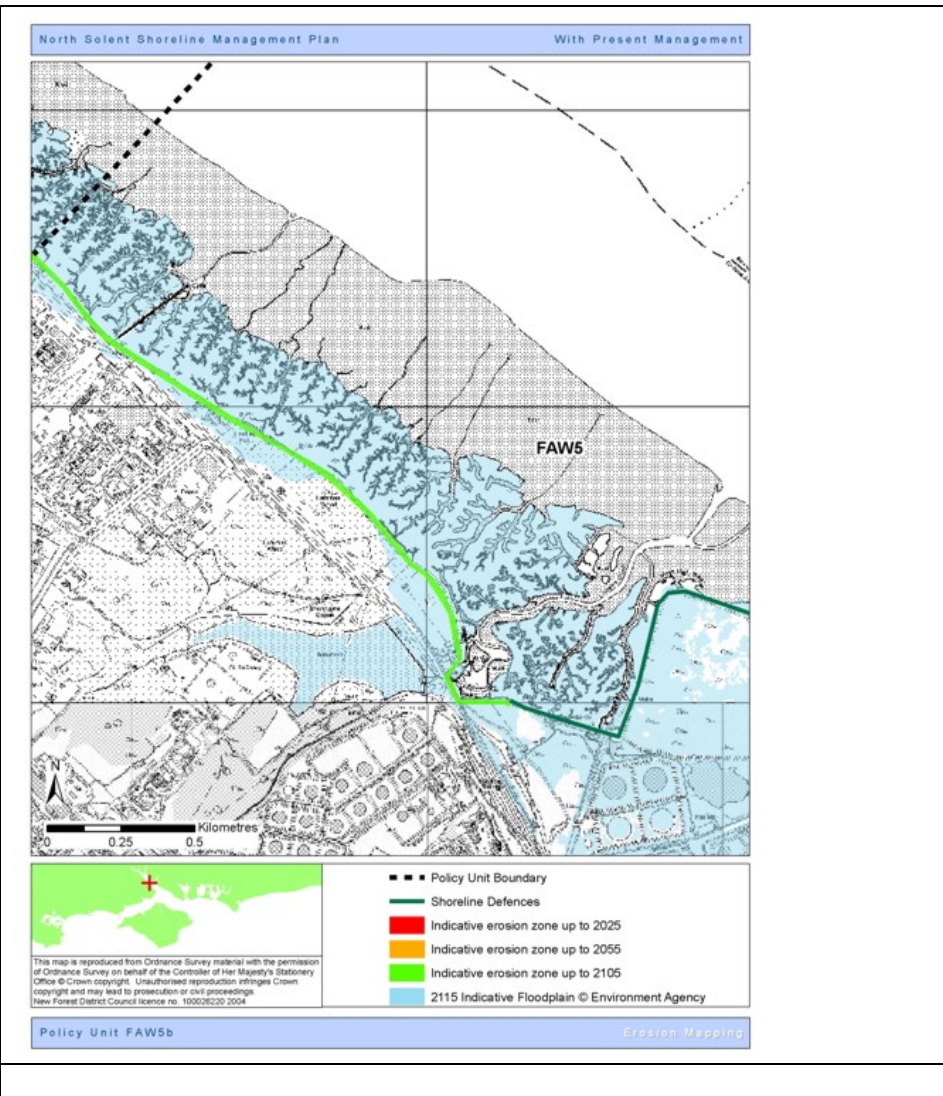 North Solent Shoreline Management Plan
With Present Management
FAW5
N
Kilometres
0 0.25 0.5
Policy Unit Boundary
Shoreline Defences
Indicative erosion zone up to 2025
Indicative erosion zone up to 2055
Indicative erosion zone up to 2105
2115 Indicative Floodplain © Environment Agency
This map is reproduced from Ordnance Survey material with the permission
of Ordnance Survey on behalf of the Controller of Her Majesty's Stationery
Office © Crown copyright. Unauthorised reproduction infringes Crown
copyright and may lead to prosecution or civil proceedings.
New Forest District Council licence no. 100026220 2004
Policy Unit FAW5b
Erosion Mapping